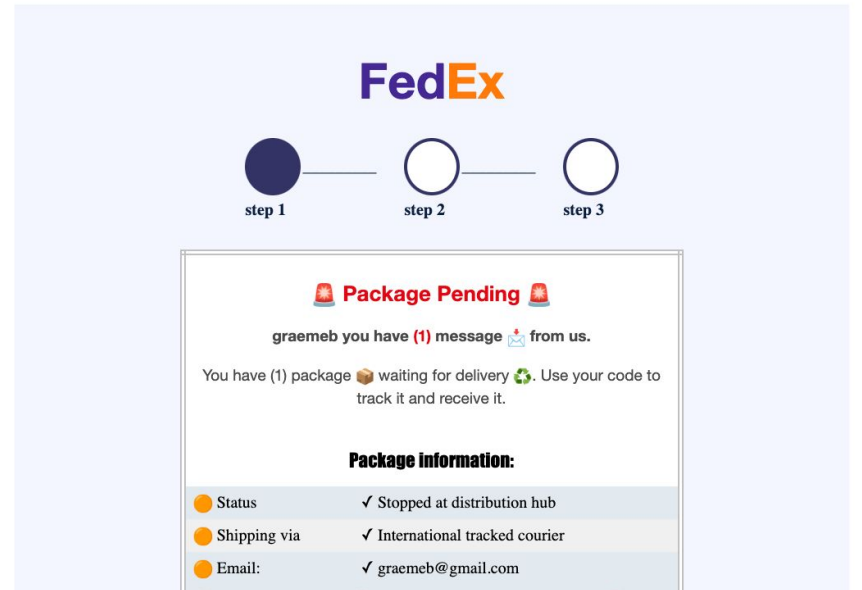 FedEx
step 1 step 2 step 3
🚨 Package Pending 🚨
graemeb you have (1) message 📩 from us.
You have (1) package 📦 waiting for delivery ♻️. Use your code to
track it and receive it.
Package information:
🟠 Status ✓ Stopped at distribution hub
🟠 Shipping via ✓ International tracked courier
🟠 Email: ✓ graemeb@gmail.com